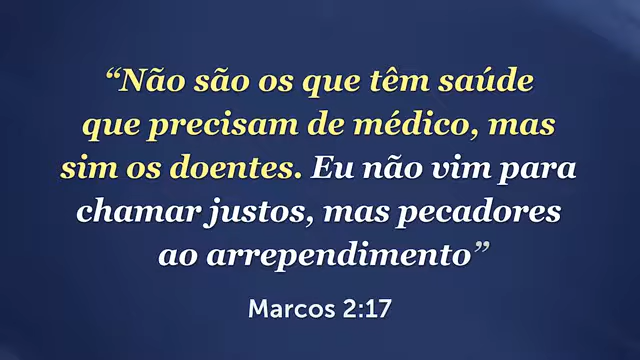 “Não são os que têm saúde
que precisam de médico, mas
sim os doentes. Eu não vim para
chamar justos, mas pecadores
ao arrependimento”
Marcos 2:17